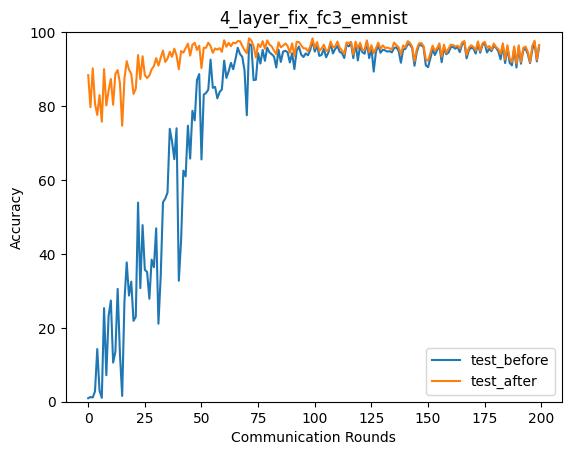 4_layer_fix_fc3_emnist
100
80
60
40
20
0
Accuracy
0 25 50 75 100 125 150 175 200
Communication Rounds
test_before
test_after